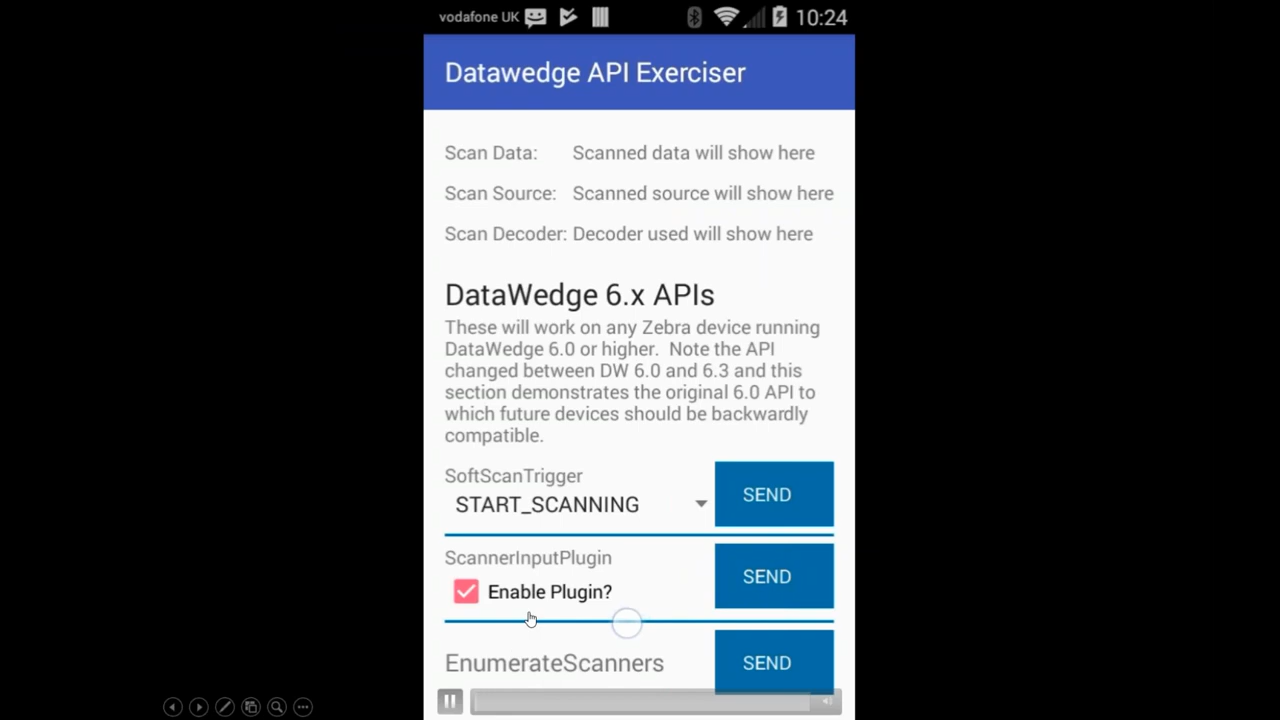 vodafone UK 10:24
Datawedge API Exerciser
Scan Data: Scanned data will show here
Scan Source: Scanned source will show here
Scan Decoder: Decoder used will show here
DataWedge 6.x APIs
These will work on any Zebra device running
DataWedge 6.0 or higher. Note the API
changed between DW 6.0 and 6.3 and this
section demonstrates the original 6.0 API to
which future devices should be backwardly
compatible.
SoftScanTrigger
START_SCANNING SEND
ScannerInputPlugin
Enable Plugin? SEND
EnumerateScanners SEND